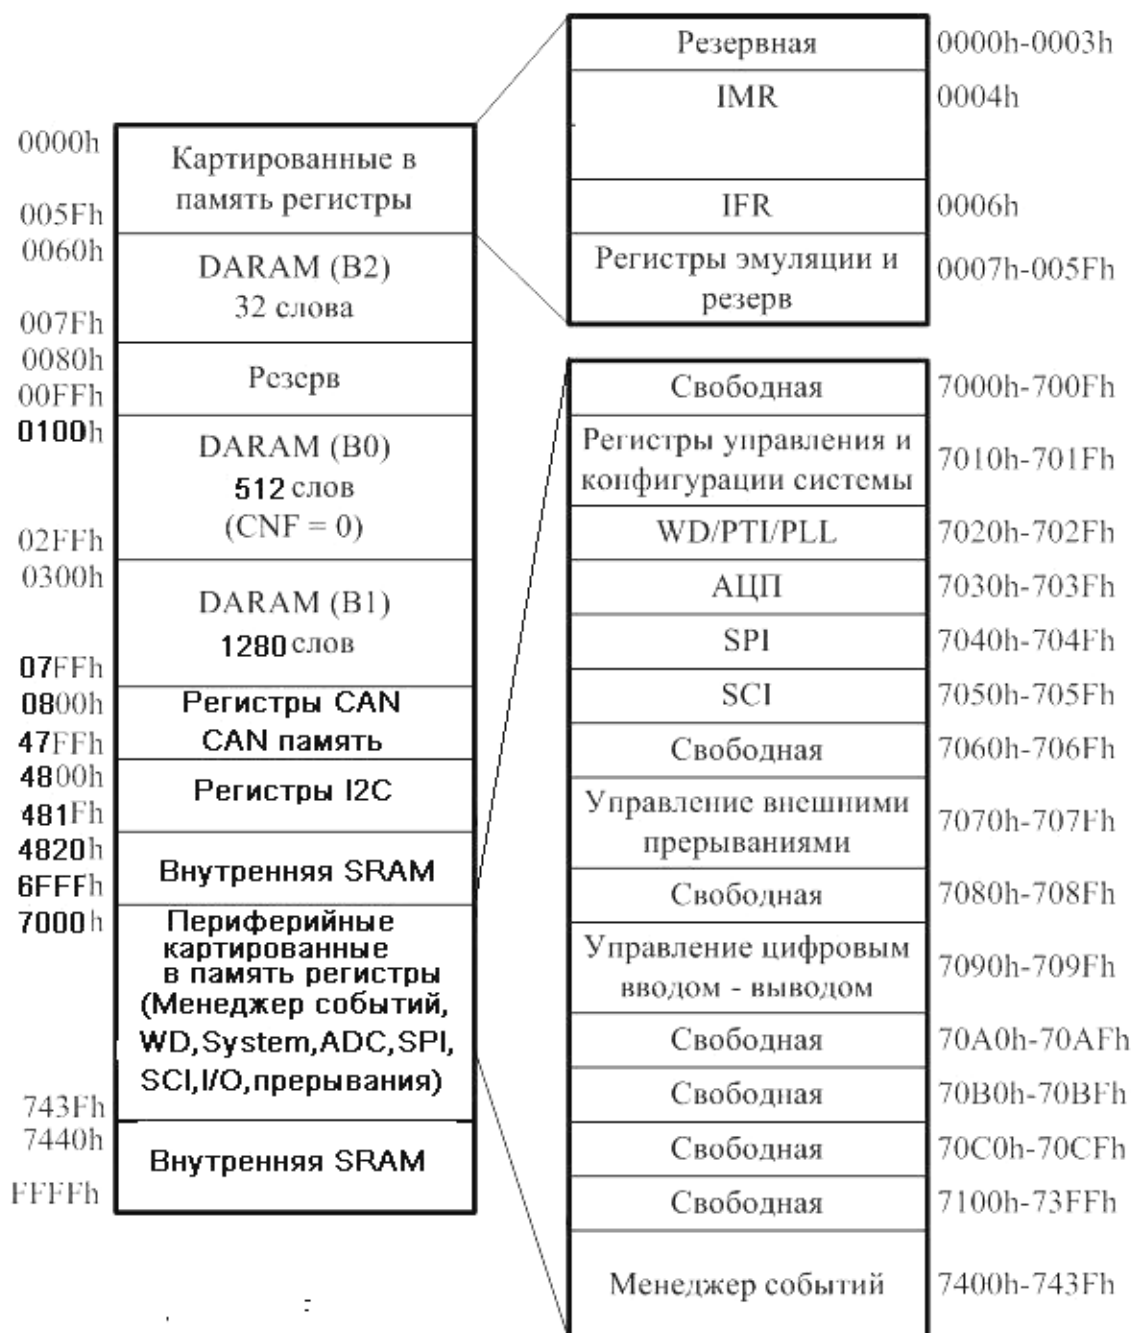 0000h
Картированные в
память регистры
005Fh
0060h
DARAM (B2)
32 слова
007Fh
0080h
Резерв
00FFh
0100h
DARAM (B0)
512 слов
(CNF = 0)
02FFh
0300h
DARAM (B1)
1280 слов
07FFh
0800h
Регистры CAN
CAN память
47FFh
4800h
Регистры I2C
481Fh
4820h
Внутренняя SRAM
6FFFh
7000h
Периферийные
картированные
в память регистры
(Менеджер событий,
WD,System,ADC,SPI,
SCI,I/O,прерывания)
743Fh
7440h
Внутренняя SRAM
FFFFh
Резервная 0000h-0003h
IMR 0004h
IFR 0006h
Регистры эмуляции и
резерв
0007h-005Fh
Свободная 7000h-700Fh
Регистры управления и
конфигурации системы
7010h-701Fh
WD/PTI/PLL 7020h-702Fh
АЦП 7030h-703Fh
SPI 7040h-704Fh
SCI 7050h-705Fh
Свободная 7060h-706Fh
Управление внешними
прерываниями
7070h-707Fh
Свободная 7080h-708Fh
Управление цифровым
вводом - выводом
7090h-709Fh
Свободная 70A0h-70AFh
Свободная 70B0h-70BFh
Свободная 70C0h-70CFh
Свободная 7100h-73FFh
Менеджер событий 7400h-743Fh